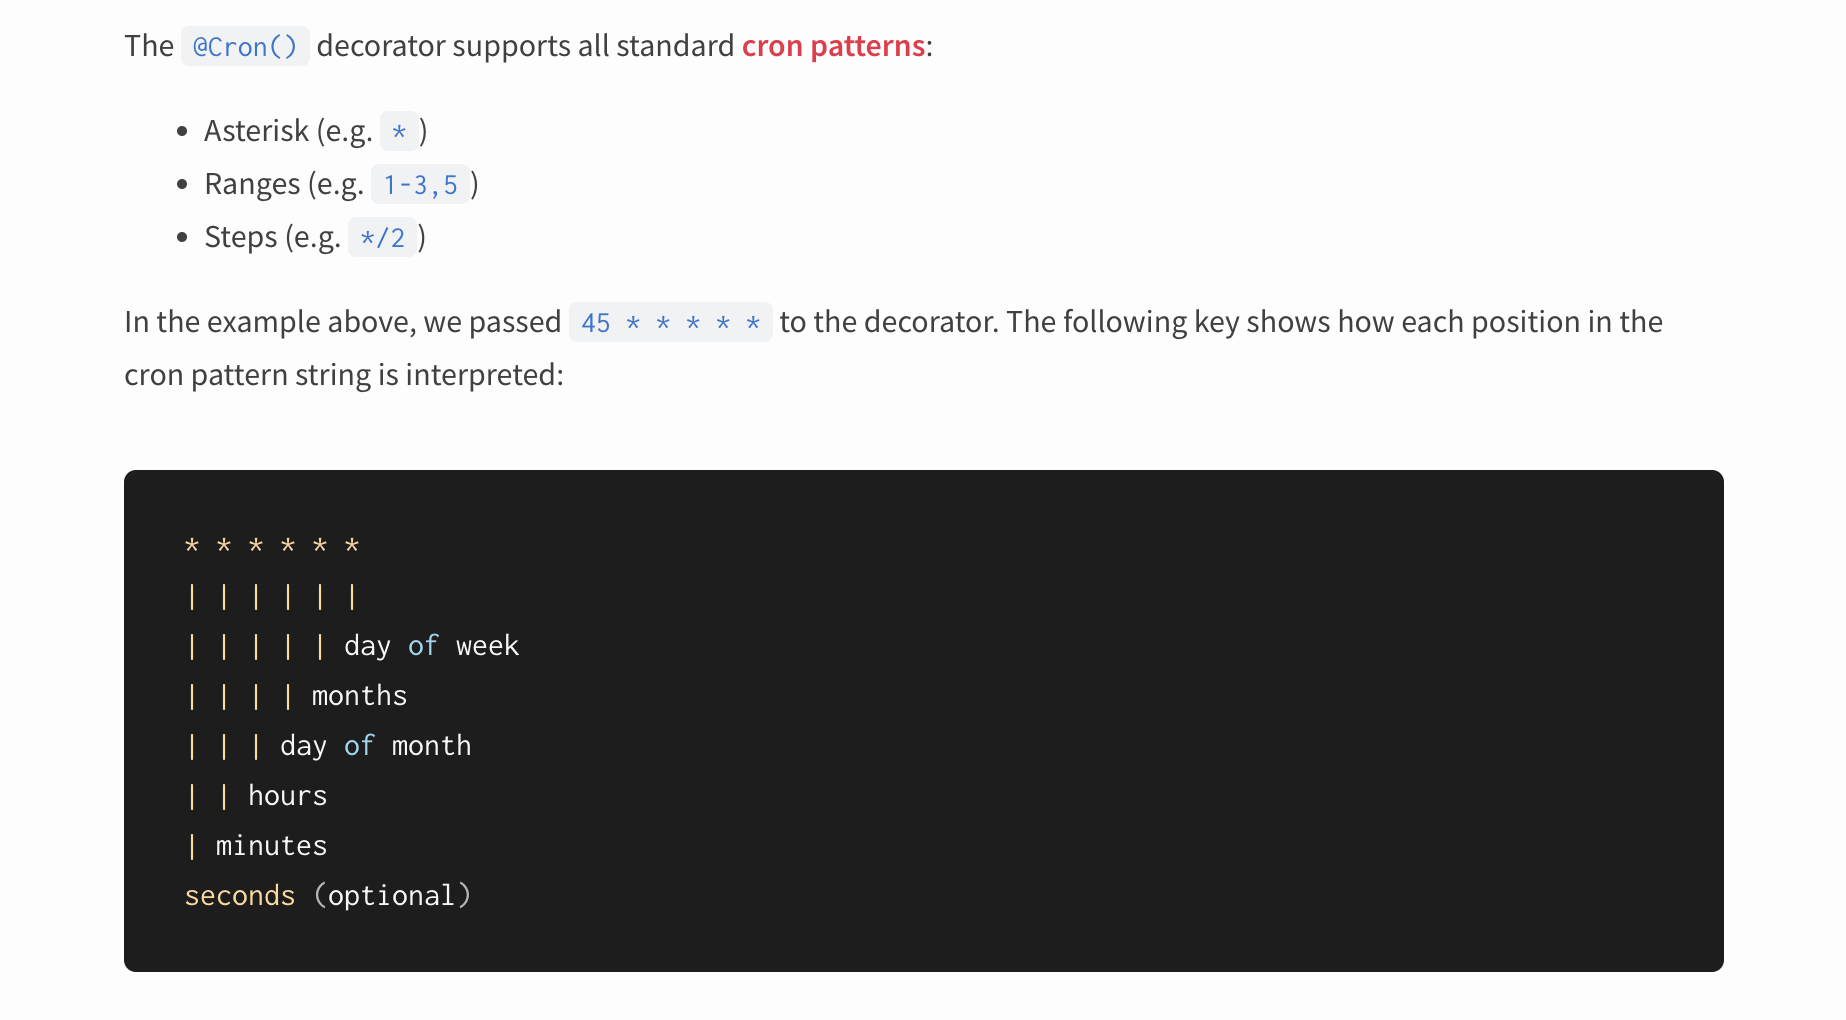 The @Cron() decorator supports all standard cron patterns:
• Asterisk (e.g. * )
• Ranges (e.g. 1-3,5 )
• Steps (e.g. */2 )
In the example above, we passed 45 * * * * * to the decorator. The following key shows how each position in the
cron pattern string is interpreted:
* * * * * *
| | | | | |
| | | | | day of week
| | | | months
| | | day of month
| | hours
| minutes
seconds (optional)